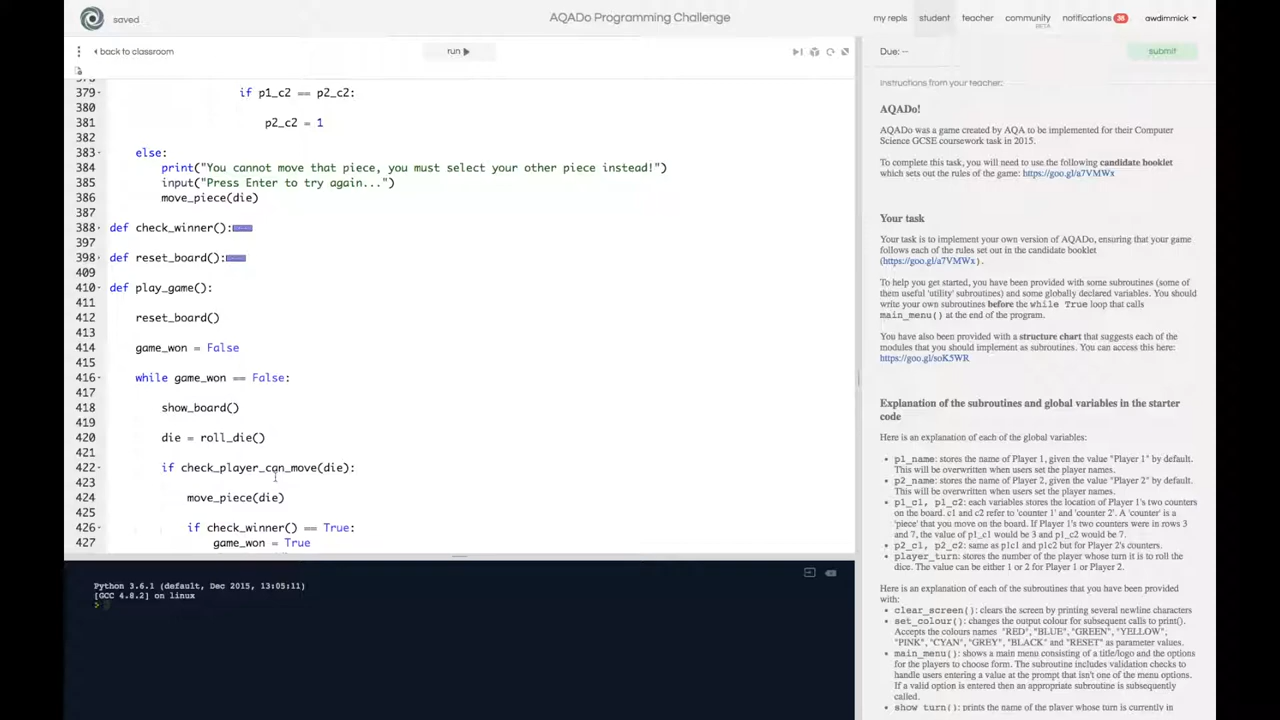 saved
AQADo Programming Challenge
my repls
student
teacher
community
BETA
notifications 36
awdimmick
back to classroom
run
Due: --
submit
379 if p1_c2 == p2_c2:
380
381 p2_c2 = 1
382
383 else:
384 print("You cannot move that piece, you must select your other piece instead!")
385 input("Press Enter to try again...")
386 move_piece(die)
387
388 def check_winner():
397
398 def reset_board():
409
410 def play_game():
411
412 reset_board()
413
414 game_won = False
415
416 while game_won == False:
417
418 show_board()
419
420 die = roll_die()
421
422 if check_player_can_move(die):
423
424 move_piece(die)
425
426 if check_winner() == True:
427 game_won = True
Python 3.6.1 (default, Dec 2015, 13:05:11)
[GCC 4.8.2] on linux
>
Instructions from your teacher:
AQADo!
AQADo was a game created by AQA to be implemented for their Computer
Science GCSE coursework task in 2015.
To complete this task, you will need to use the following candidate booklet
which sets out the rules of the game: https://goo.gl/a7VMWx
Your task
Your task is to implement your own version of AQADo, ensuring that your game
follows each of the rules set out in the candidate booklet
(https://goo.gl/a7VMWx).
To help you get started, you have been provided with some subroutines (some of
them useful 'utility' subroutines) and some globally declared variables. You should
write your own subroutines before the while True loop that calls
main_menu() at the end of the program.
You have also been provided with a structure chart that suggests each of the
modules that you should implement as subroutines. You can access this here:
https://goo.gl/soK5WR
Explanation of the subroutines and global variables in the starter
code
Here is an explanation of each of the global variables:
p1_name: stores the name of Player 1, given the value "Player 1" by default.
This will be overwritten when users set the player names.
p2_name: stores the name of Player 2, given the value "Player 2" by default.
This will be overwritten when users set the player names.
p1_c1, p1_c2: each variables stores the location of Player 1's two counters
on the board. c1 and c2 refer to 'counter 1' and 'counter 2'. A 'counter' is a
'piece' that you move on the board. If Player 1's two counters were in rows 3
and 7, the value of p1_c1 would be 3 and p1_c2 would be 7.
p2_c1, p2_c2: same as p1c1 and p1c2 but for Player 2's counters.
player_turn: stores the number of the player whose turn it is to roll the
dice. The value can be either 1 or 2 for Player 1 or Player 2.
Here is an explanation of each of the subroutines that you have been provided
with:
clear_screen(): clears the screen by printing several newline characters
set_colour(): changes the output colour for subsequent calls to print().
Accepts the colours names "RED", "BLUE", "GREEN", "YELLOW",
"PINK", "CYAN", "GREY", "BLACK" and "RESET" as parameter values.
main_menu(): shows a main menu consisting of a title/logo and the options
for the players to choose form. The subroutine includes validation checks to
handle users entering a value at the prompt that isn't one of the menu options.
If a valid option is entered then an appropriate subroutine is subsequently
called.
show_turn(): prints the name of the player whose turn is currently in